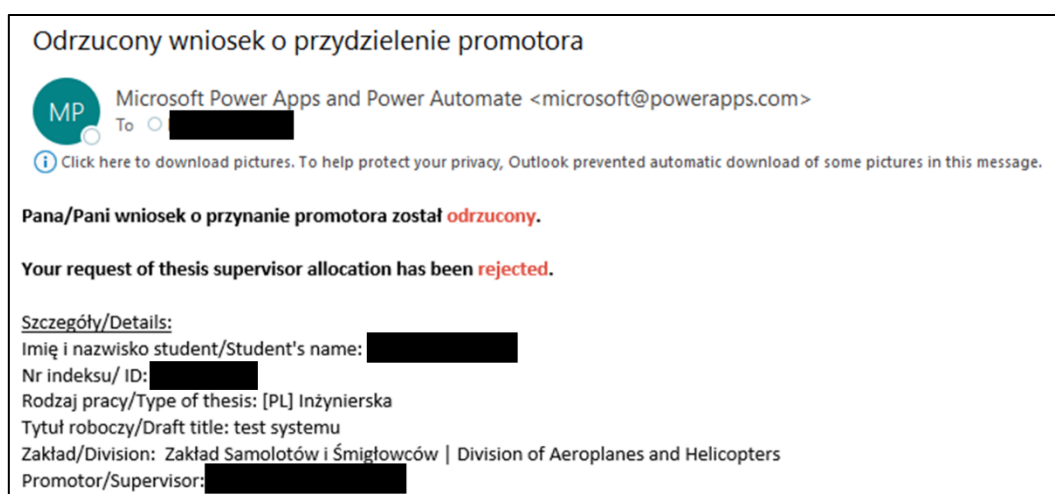 Odrzucony wniosek o przydzielenie promotora
MP
Microsoft Power Apps and Power Automate <microsoft@powerapps.com>
To
Click here to download pictures. To help protect your privacy, Outlook prevented automatic download of some pictures in this message.
Pana/Pani wniosek o przynanie promotora został odrzucony.
Your request of thesis supervisor allocation has been rejected.
Szczegóły/Details:
Imię i nazwisko student/Student's name:
Nr indeksu/ ID:
Rodzaj pracy/Type of thesis: [PL] Inżynierska
Tytuł roboczy/Draft title: test systemu
Zakład/Division: Zakład Samolotów i Śmigłowców | Division of Aeroplanes and Helicopters
Promotor/Supervisor: